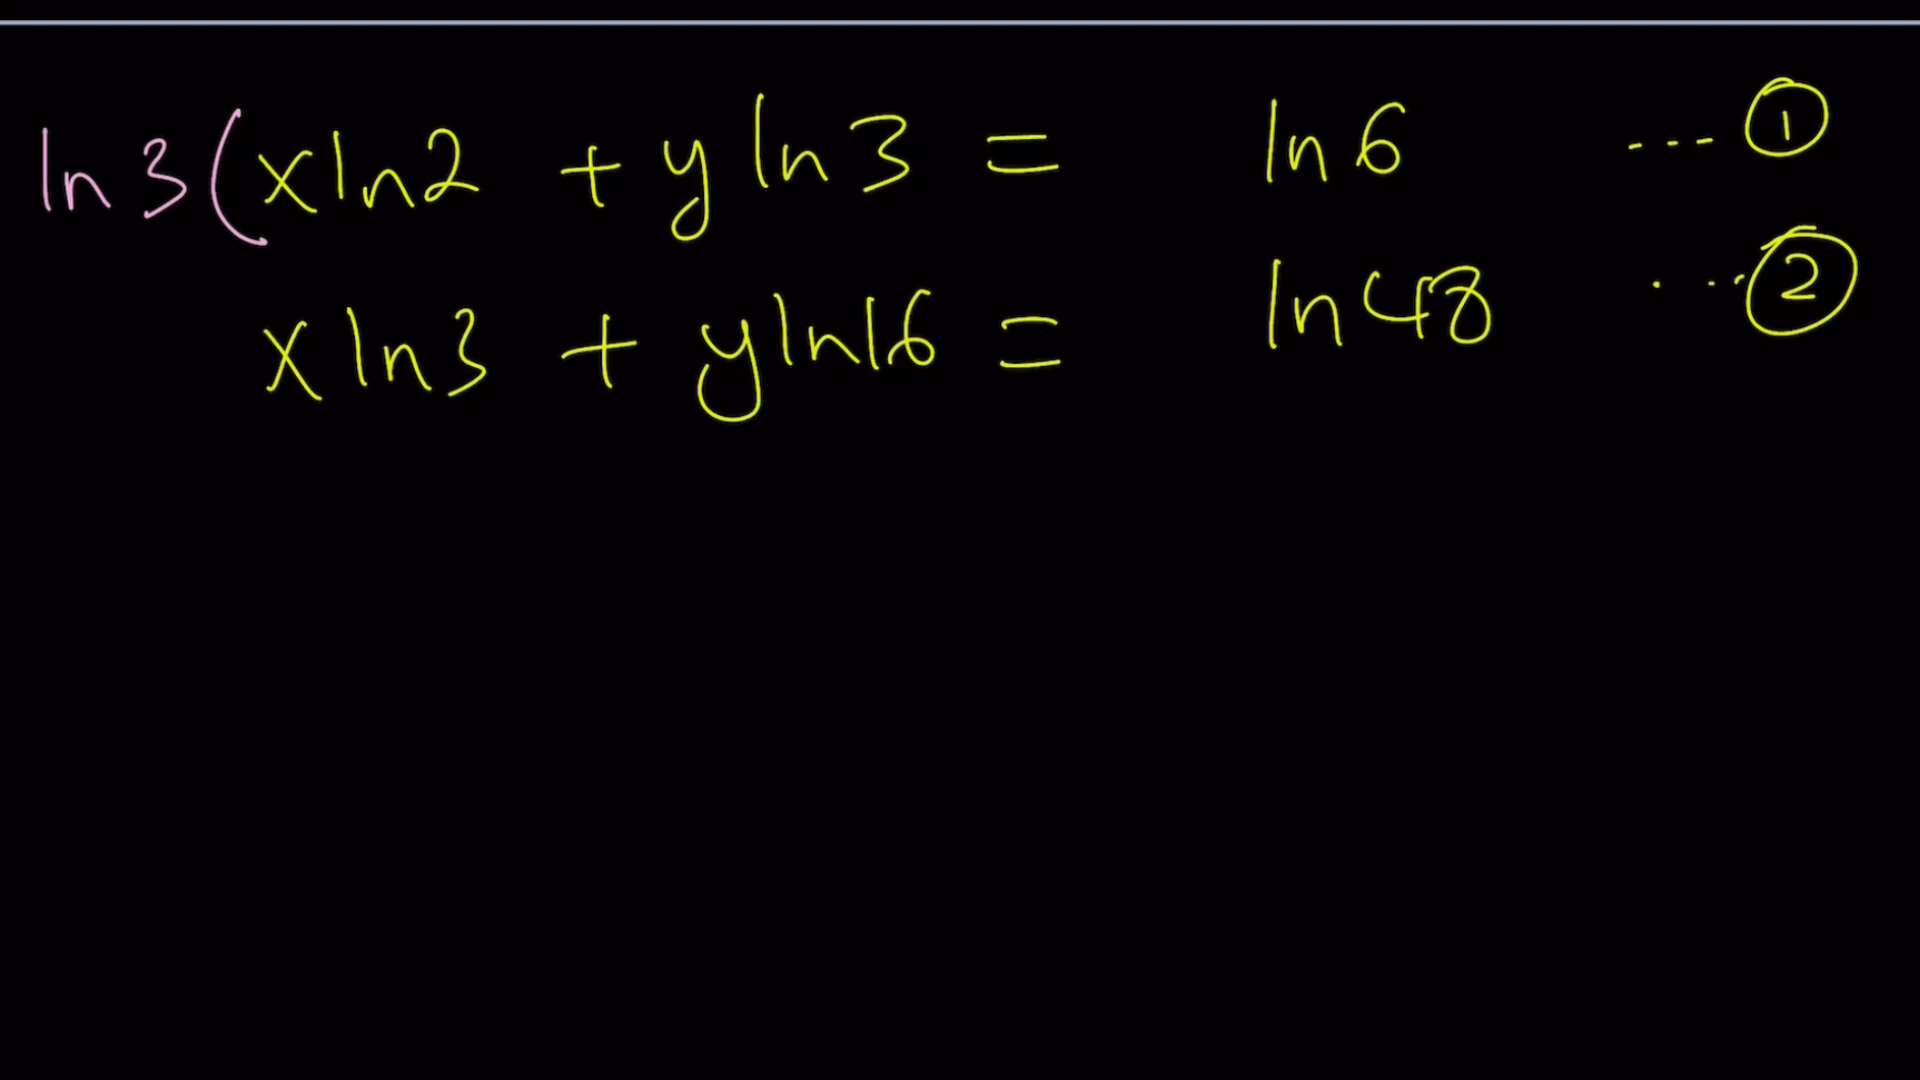 ln3(xln2 + yln3 = ln6 ---- ①
xln3 + yln16 = ln48 ... ②